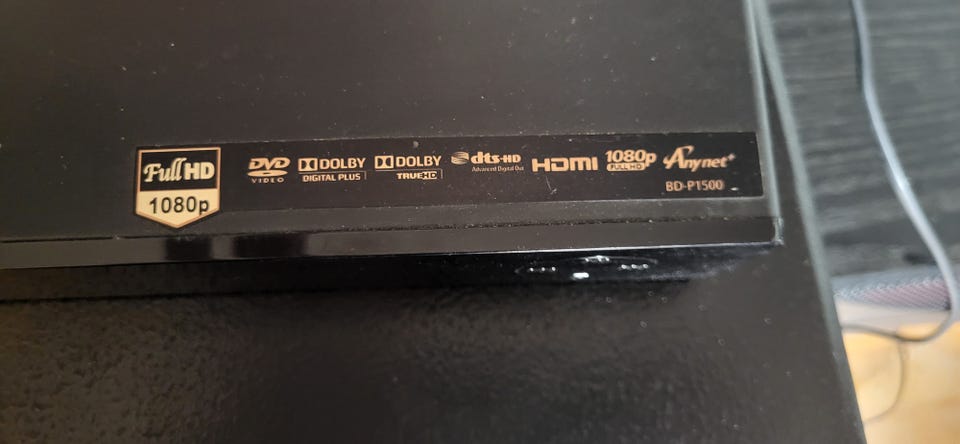 Full HD
1080p
DVD
VIDEO
DOLBY
DIGITAL PLUS
DOLBY
TRUEHD
dts-HD
Advanced Digital Out
HDMI
1080p
FULL HD
Anynet+
BD-P1500